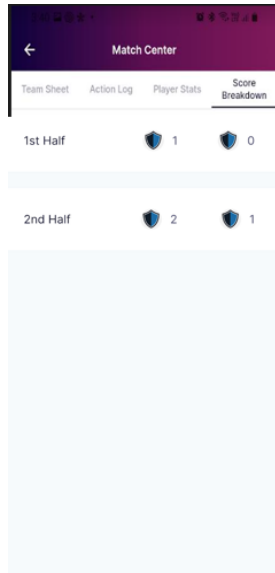 Match Center
Team Sheet Action Log Player Stats Score Breakdown
1st Half 1 0
2nd Half 2 1